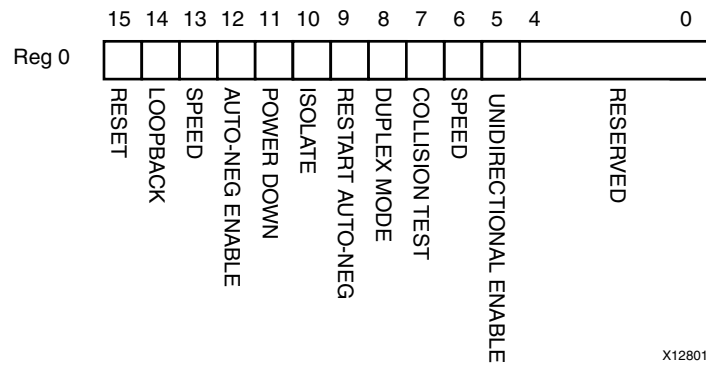 15 14 13 12 11 10 9 8 7 6 5 4 0
Reg 0
RESET
LOOPBACK
SPEED
AUTO-NEG ENABLE
POWER DOWN
ISOLATE
RESTART AUTO-NEG
DUPLEX MODE
COLLISION TEST
SPEED
UNIDIRECTIONAL ENABLE
RESERVED
X12801